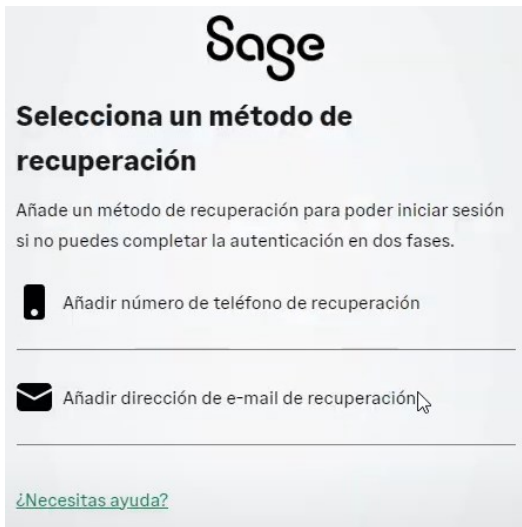 Sage
Selecciona un método de
recuperación
Añade un método de recuperación para poder iniciar sesión
si no puedes completar la autenticación en dos fases.
Añadir número de teléfono de recuperación
Añadir dirección de e-mail de recuperación
¿Necesitas ayuda?